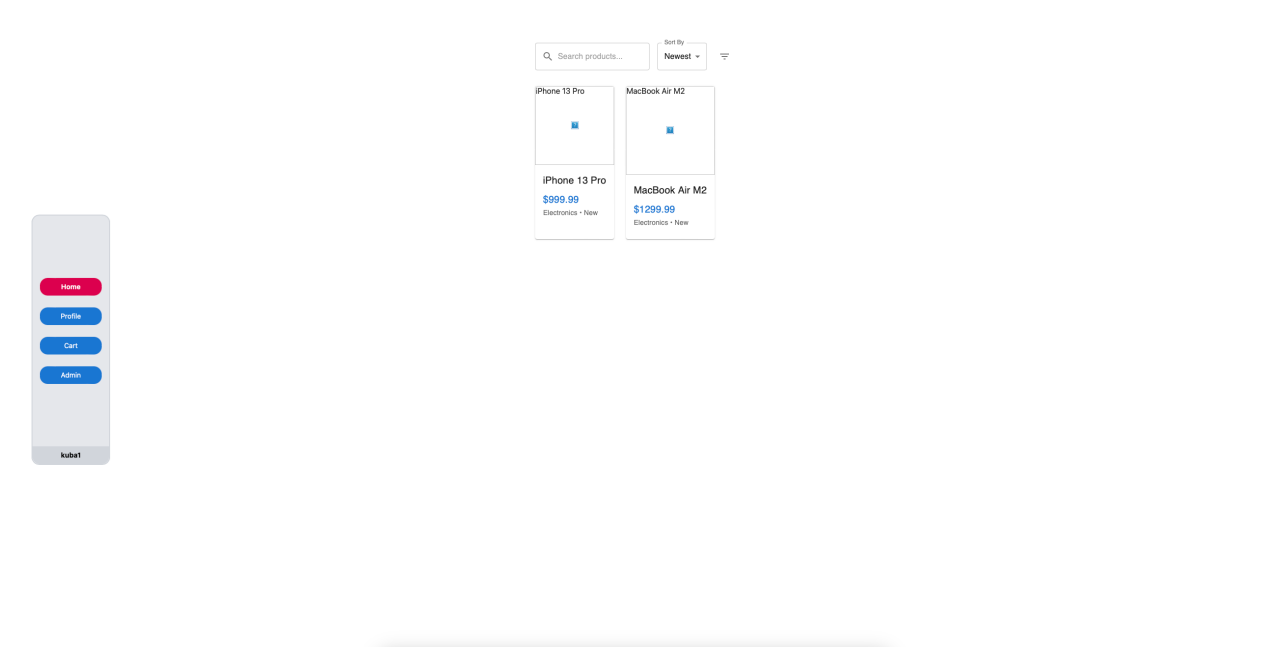 Search products...
Sort By
Newest
iPhone 13 Pro
MacBook Air M2
iPhone 13 Pro
$999.99
Electronics • New
MacBook Air M2
$1299.99
Electronics • New
Home
Profile
Cart
Admin
kuba1